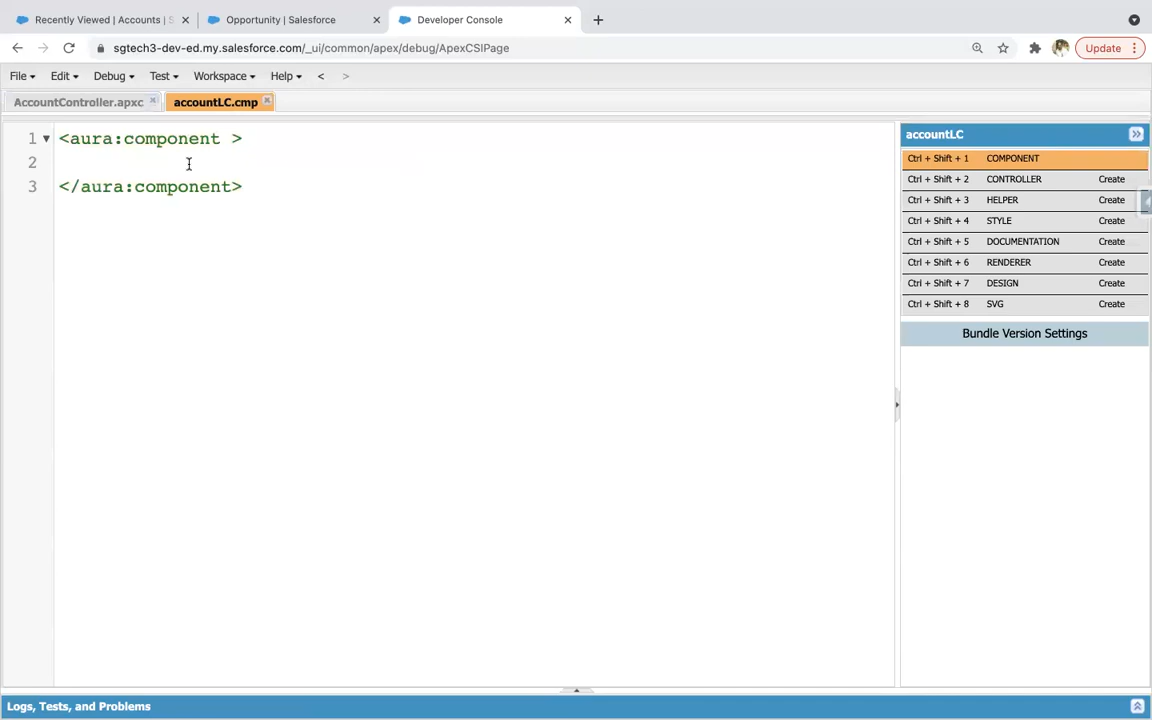 Recently Viewed | Accounts | S
Opportunity | Salesforce
Developer Console
sgtech3-dev-ed.my.salesforce.com/_ui/common/apex/debug/ApexCSIPage
Update
File Edit Debug Test Workspace Help < >
AccountController.apxc
accountLC.cmp
1 <aura:component >
2
3 </aura:component>
accountLC
Ctrl + Shift + 1 COMPONENT
Ctrl + Shift + 2 CONTROLLER Create
Ctrl + Shift + 3 HELPER Create
Ctrl + Shift + 4 STYLE Create
Ctrl + Shift + 5 DOCUMENTATION Create
Ctrl + Shift + 6 RENDERER Create
Ctrl + Shift + 7 DESIGN Create
Ctrl + Shift + 8 SVG Create
Bundle Version Settings
Logs, Tests, and Problems